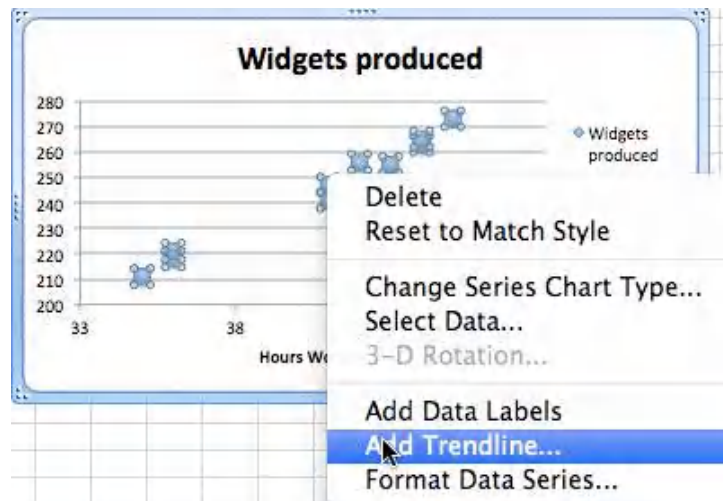 Widgets produced
280
270
260
250
240
230
220
210
200
33
38
Hours
Widgets
produced
Delete
Reset to Match Style
Change Series Chart Type...
Select Data...
3-D Rotation...
Add Data Labels
Add Trendline...
Format Data Series...